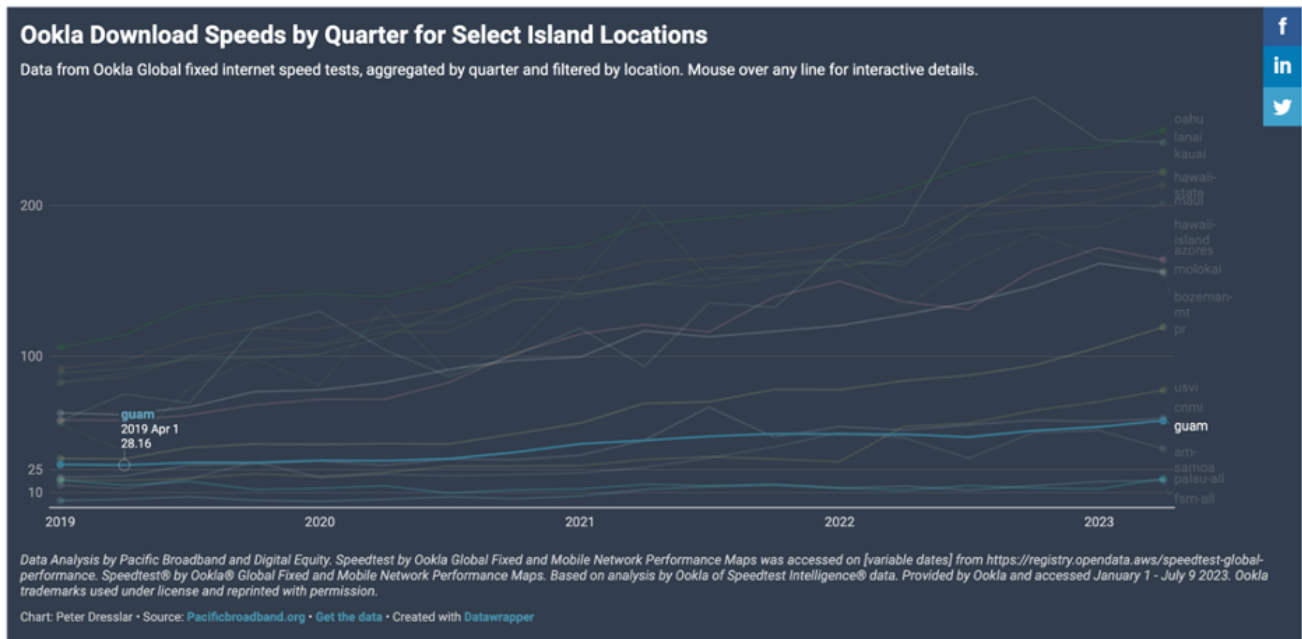 Ookla Download Speeds by Quarter for Select Island Locations
Data from Ookla Global fixed internet speed tests, aggregated by quarter and filtered by location. Mouse over any line for interactive details.
f
in
oahu
lanai
kauai
hawaii-
state
maui
hawaii-
island
azores
molokai
bozeman-
mt
pr
usvi
cnmi
guam
am-
samoa
palau-all
fsm-all
200
100
25
10
guam
2019 Apr 1
28.16
2019
2020
2021
2022
2023
Data Analysis by Pacific Broadband and Digital Equity. Speedtest by Ookla Global Fixed and Mobile Network Performance Maps was accessed on [variable dates] from https://registry.opendata.aws/speedtest-global-
performance. Speedtest® by Ookla® Global Fixed and Mobile Network Performance Maps. Based on analysis by Ookla of Speedtest Intelligence® data. Provided by Ookla and accessed January 1 - July 9 2023. Ookla
trademarks used under license and reprinted with permission.
Chart: Peter Dresslar • Source: Pacificbroadband.org • Get the data • Created with Datawrapper